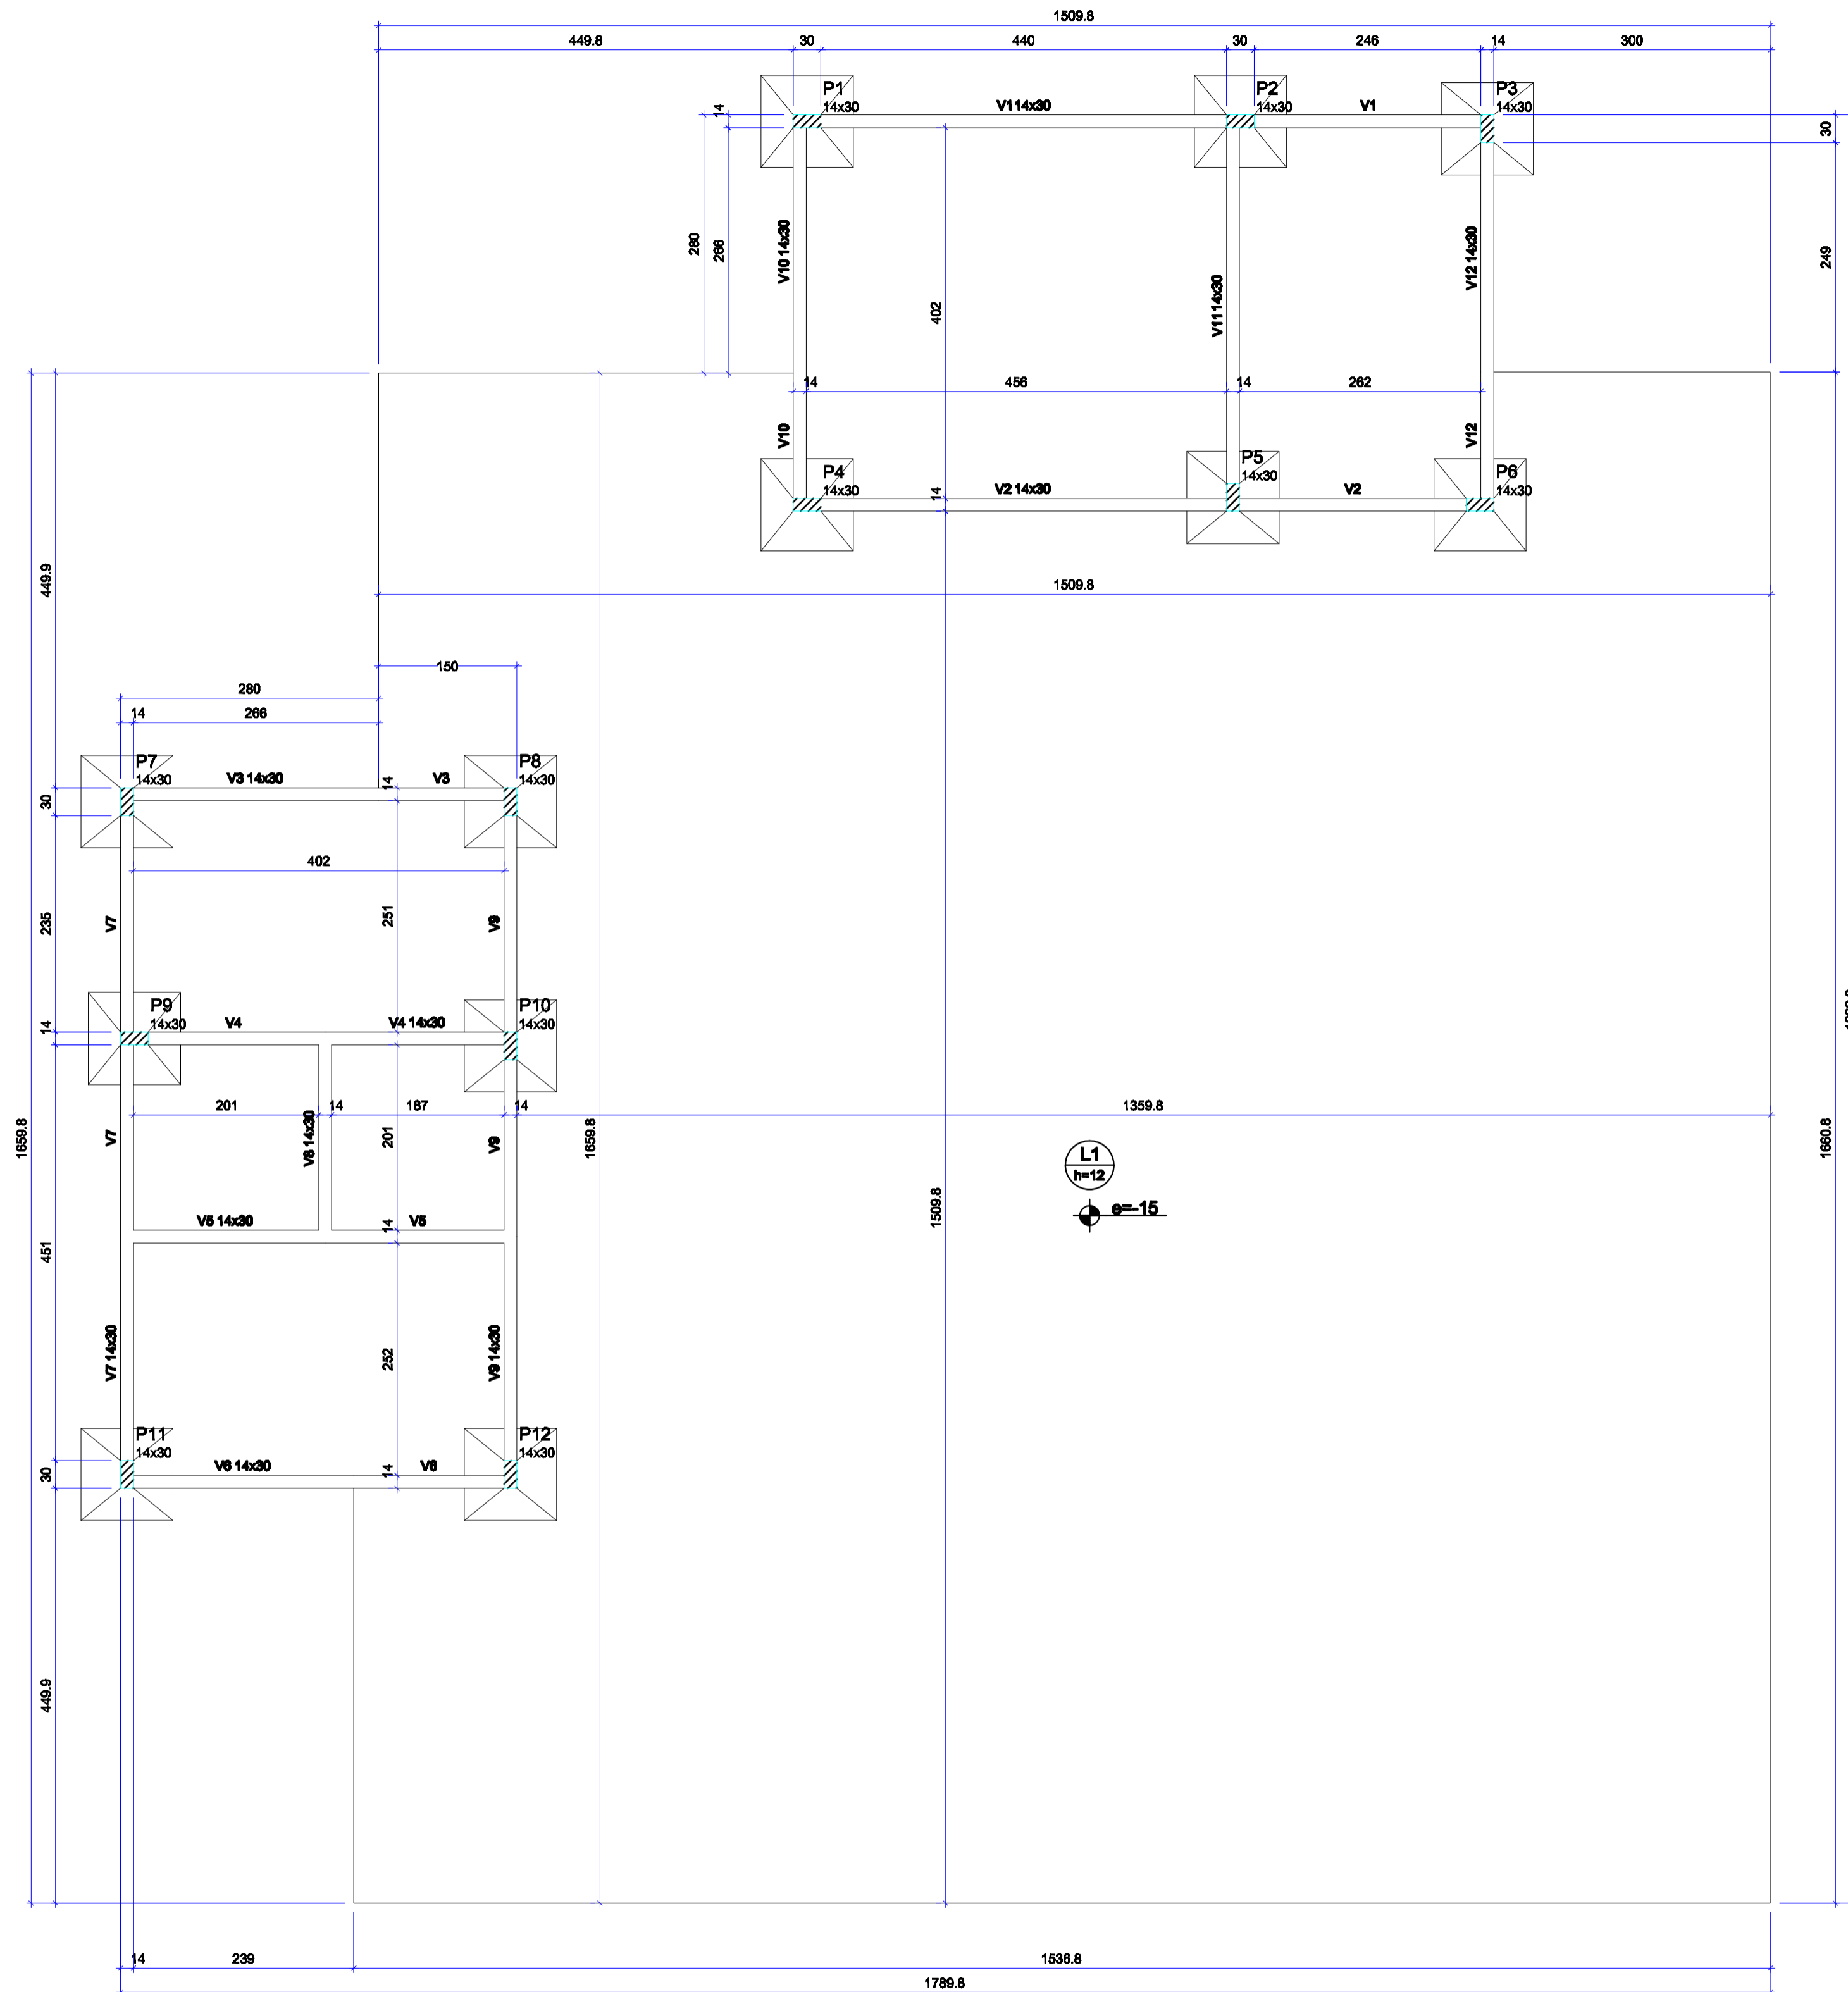 1509.8
449.8 30 440 30 246 14 300
P1 P2 P3
14x30 V1 14x30 14x30 V1 14x30
14
30
280
266
V10 14x30
V11 14x30
V12 14x30
249
402
14 456 14 262
V10
V12
P4 P5 P6
14x30 V2 14x30 14x30 V2 14x30
14
449.9
1509.8
150
280
14 266
P7 P8
14x30 V3 14x30 V3 14x30
14
30
402
235
V7
251
V9
P9 P10
14x30 V4 V4 14x30 14x30
14
201 14 187 14 1359.8
1659.8
V7
V8 14x30
201
V9
1659.8
1660.8
L1
h=12
e=-15
1509.8
V5 14x30 V5
14
451
V7 14x30
252
V9 14x30
P11 P12
14x30 V6 14x30 V6 14x30
14
30
449.9
14 239 1536.8
1789.8